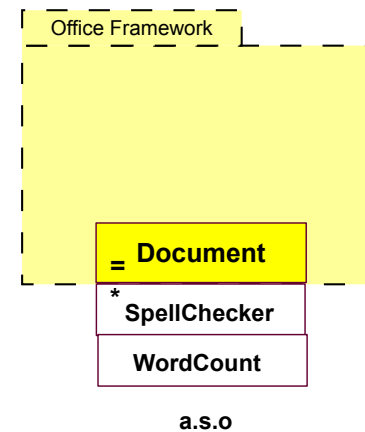 Office Framework
= Document
* SpellChecker
WordCount
a.s.o